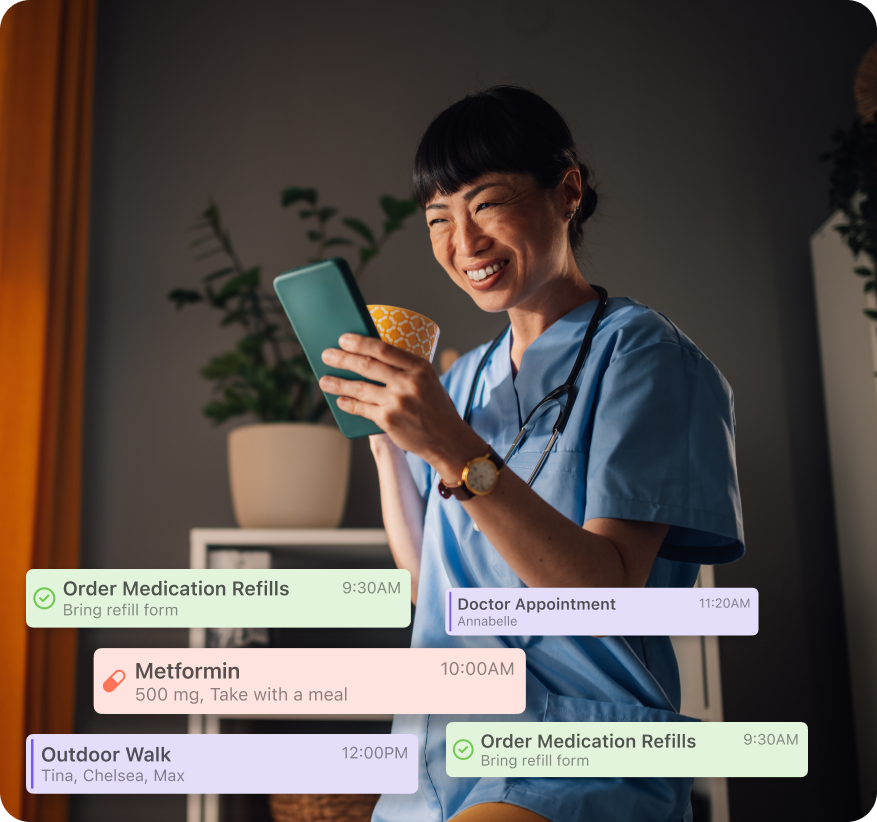 Order Medication Refills 9:30AM
Bring refill form
Doctor Appointment 11:20AM
Annabelle
Metformin 10:00AM
500 mg, Take with a meal
Outdoor Walk 12:00PM
Tina, Chelsea, Max
Order Medication Refills 9:30AM
Bring refill form